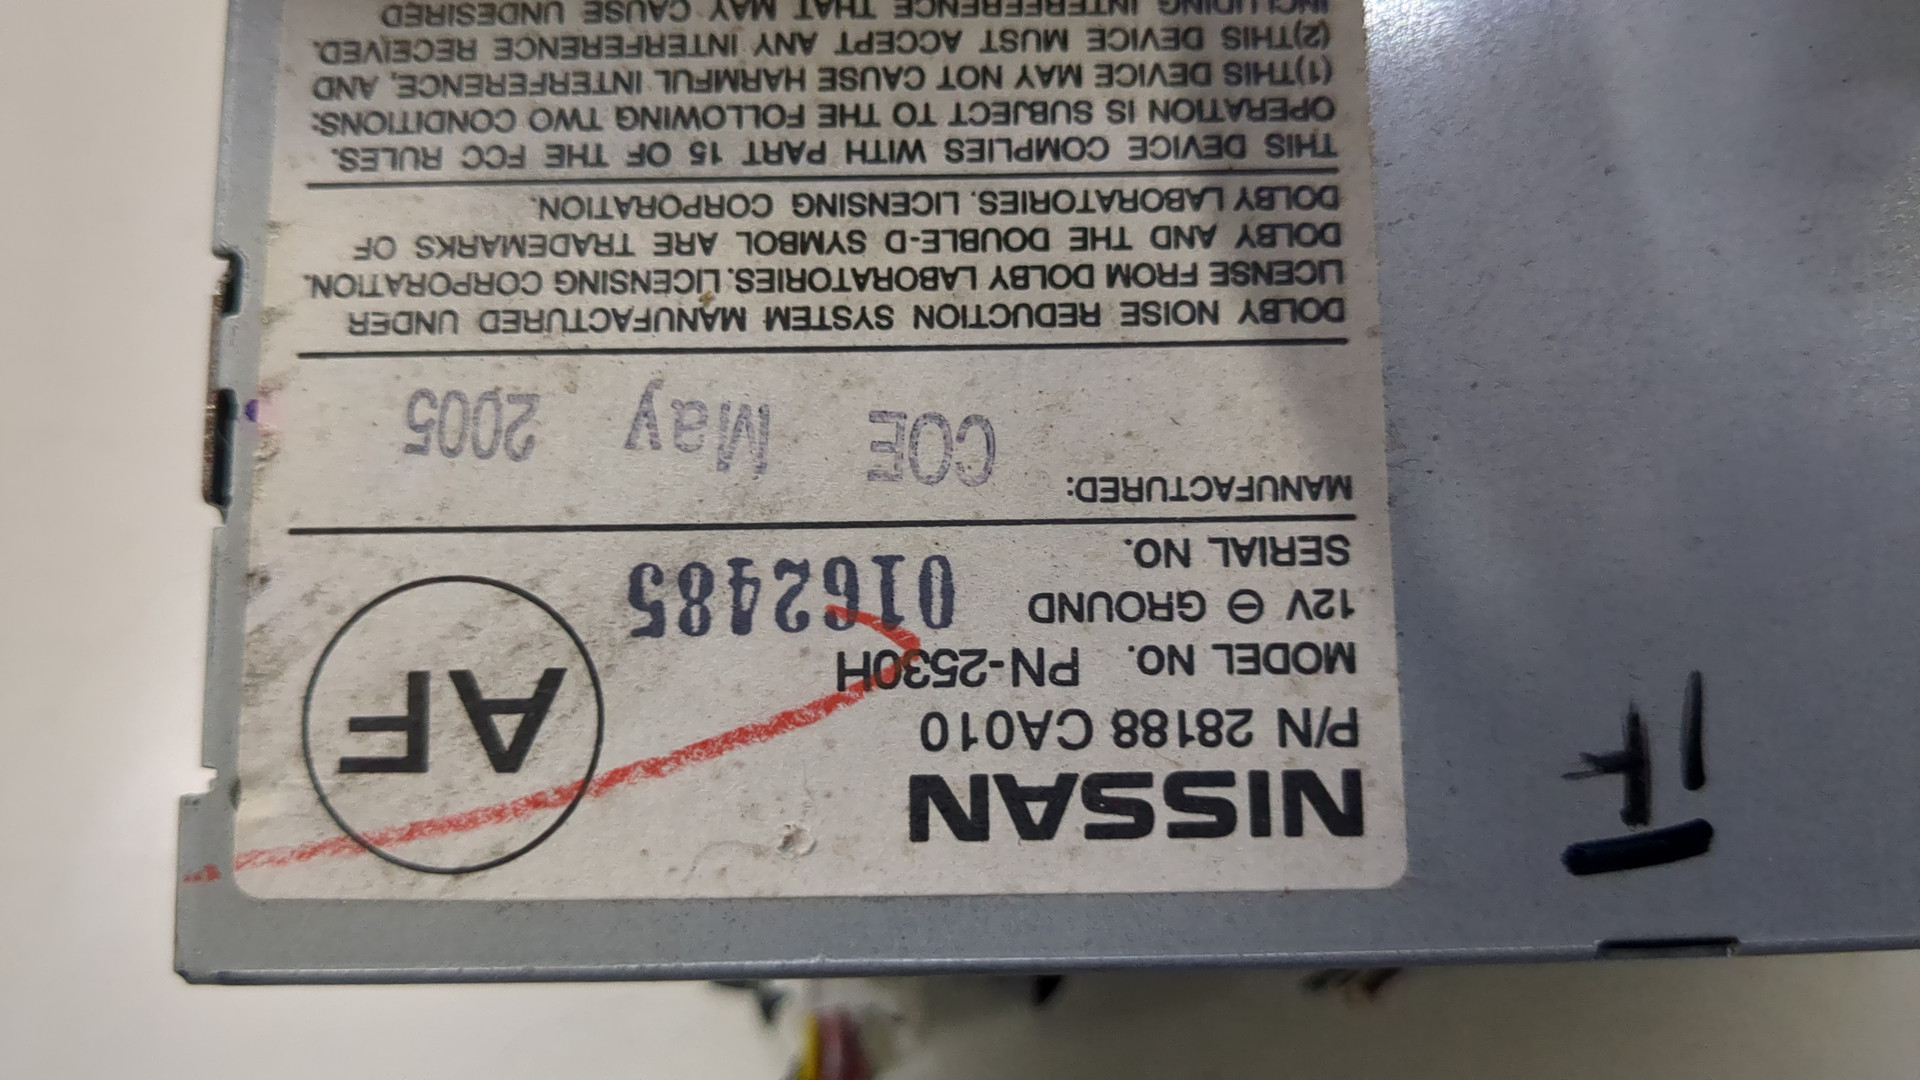 NISSAN
P/N 28188 CA010
MODEL NO. PN-2530H
12V ⊖ GROUND
SERIAL NO. 0162485
AF
MANUFACTURED: COE May 2005
DOLBY NOISE REDUCTION SYSTEM MANUFACTURED UNDER
LICENSE FROM DOLBY LABORATORIES. LICENSING CORPORATION.
DOLBY AND THE DOUBLE-D SYMBOL ARE TRADEMARKS OF
DOLBY LABORATORIES. LICENSING CORPORATION.
THIS DEVICE COMPLIES WITH PART 15 OF THE FCC RULES.
OPERATION IS SUBJECT TO THE FOLLOWING TWO CONDITIONS:
(1)THIS DEVICE MAY NOT CAUSE HARMFUL INTERFERENCE, AND
(2)THIS DEVICE MUST ACCEPT ANY INTERFERENCE RECEIVED.
INCLUDING INTERFERENCE THAT MAY CAUSE UNDESIRED